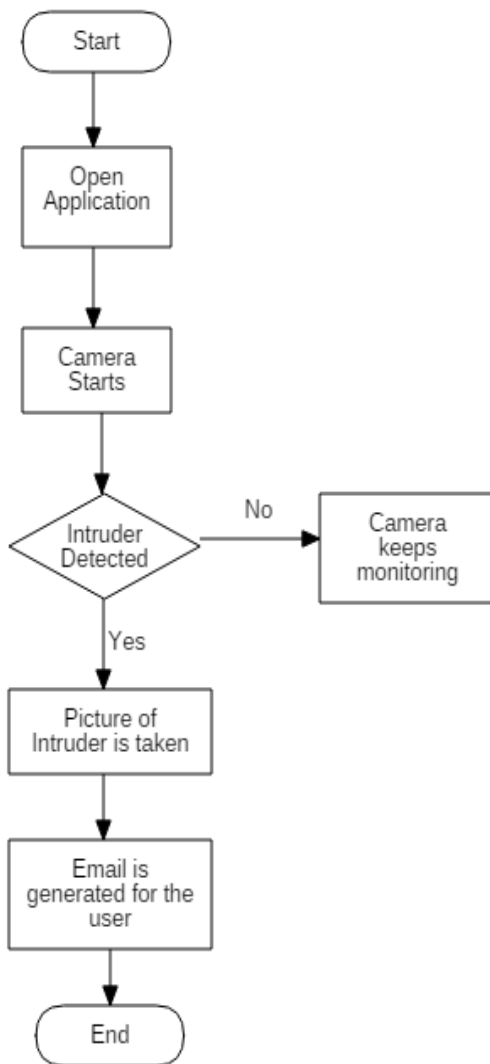 Start
Open
Application
Camera
Starts
Intruder
Detected
No
Camera
keeps
monitoring
Yes
Picture of
Intruder is taken
Email is
generated for the
user
End